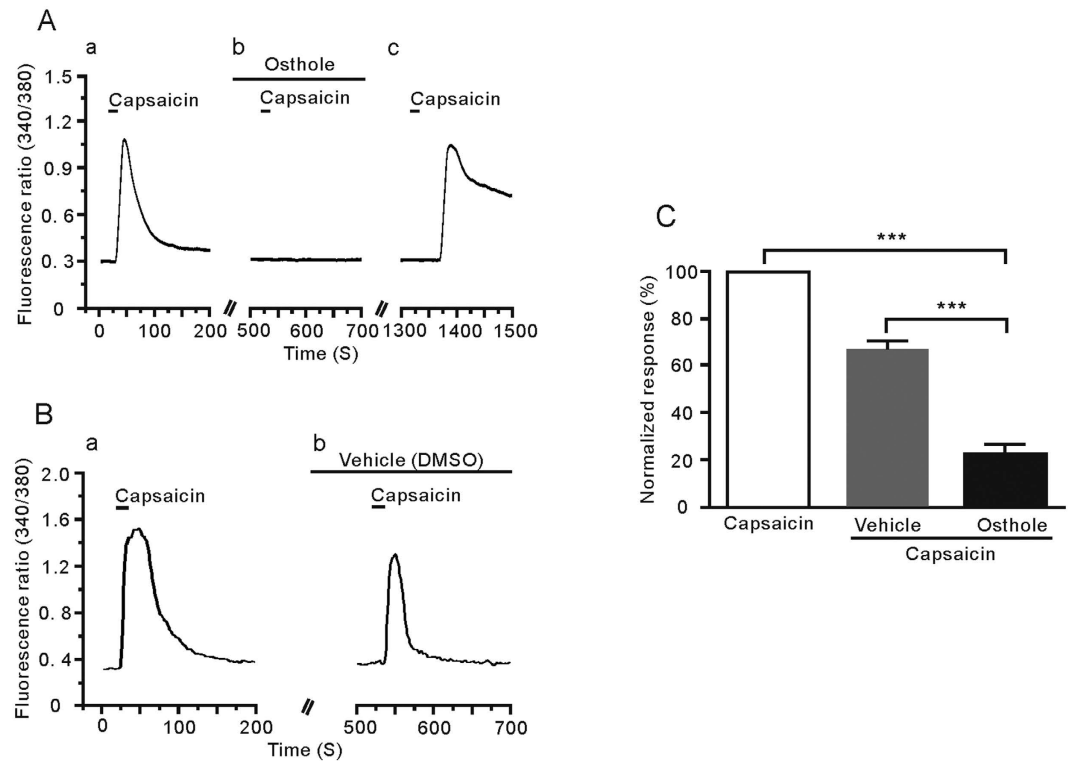 A
a
b
c
Osthole
Capsaicin
Capsaicin
Capsaicin
Fluorescence ratio (340/380)
1.5
1.2
0.9
0.6
0.3
0
0
100
200
500
600
700
1300
1400
1500
Time (S)
B
a
b
Vehicle (DMSO)
Capsaicin
Capsaicin
Fluorescence ratio (340/380)
2.0
1.6
1.2
0.8
0.4
0
0
100
200
500
600
700
Time (S)
C
***
***
Normalized response (%)
100
80
60
40
20
0
Capsaicin
Vehicle
Osthole
Capsaicin